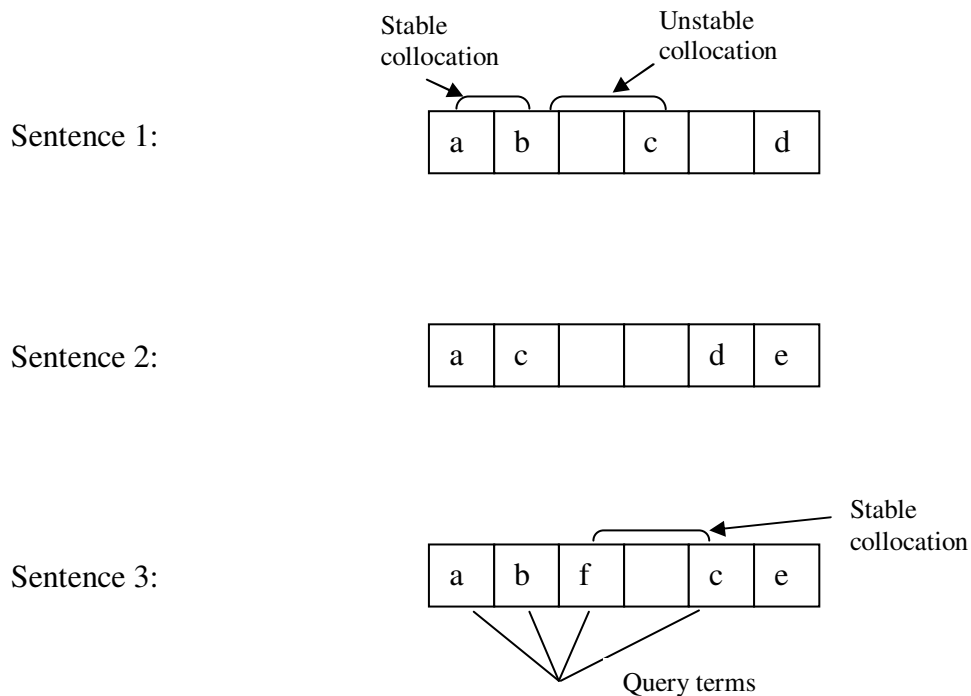 Stable
collocation
Unstable
collocation
Sentence 1:
a b c d
Sentence 2:
a c d e
Stable
collocation
Sentence 3:
a b f c e
Query terms